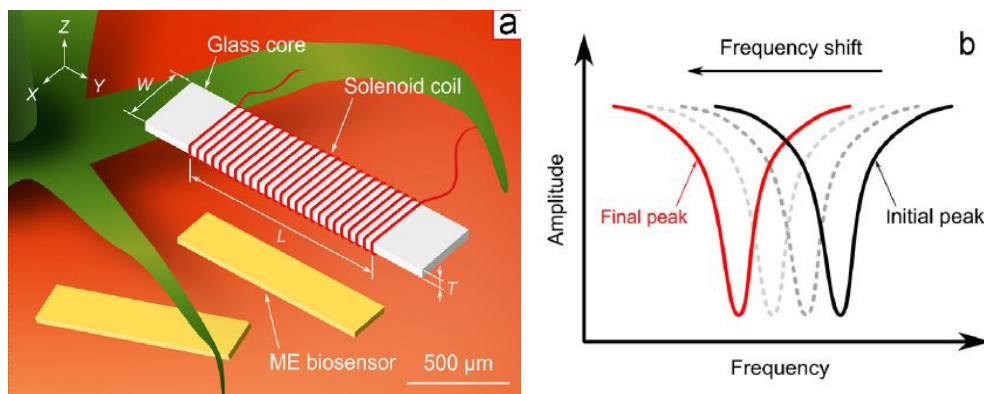 a
Z
X
Y
W
Glass core
Solenoid coil
L
T
ME biosensor
500 µm
b
Frequency shift
Final peak
Initial peak
Amplitude
Frequency